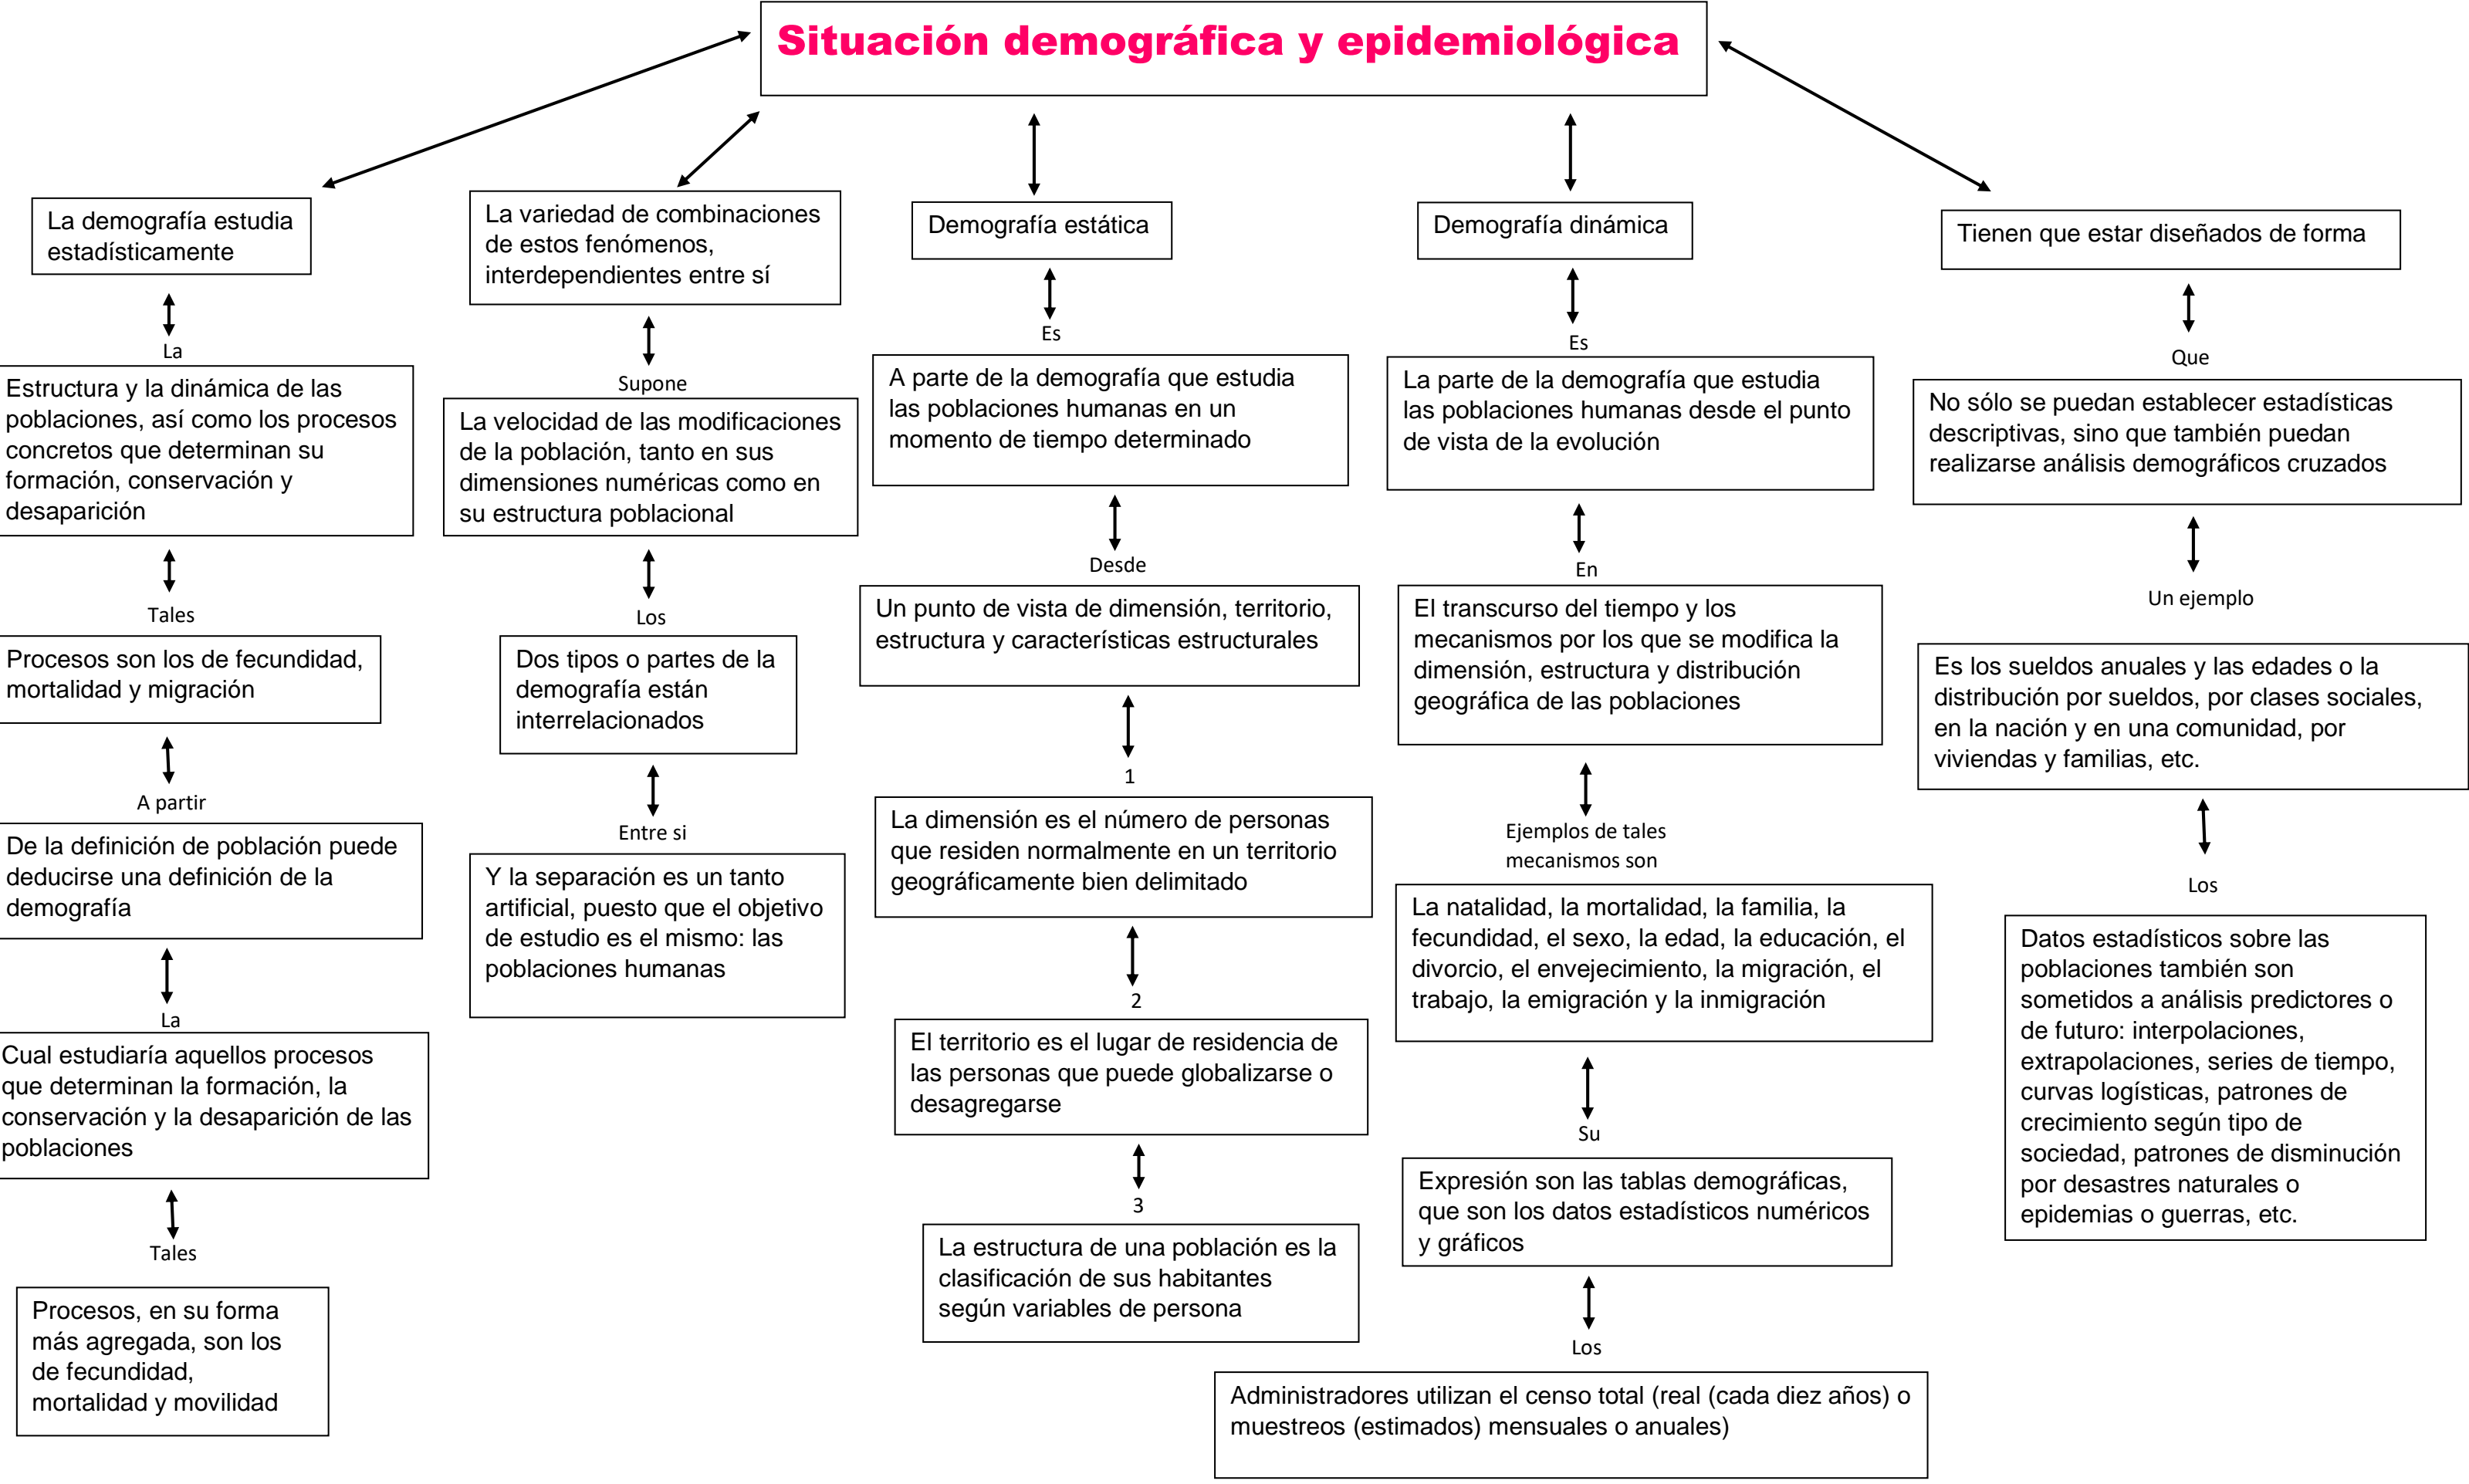 Situación demográfica y epidemiológica
La demografía estudia
estadísticamente
La
Estructura y la dinámica de las
poblaciones, así como los procesos
concretos que determinan su
formación, conservación y
desaparición
Tales
Procesos son los de fecundidad,
mortalidad y migración
A partir
De la definición de población puede
deducirse una definición de la
demografía
La
Cual estudiaría aquellos procesos
que determinan la formación, la
conservación y la desaparición de las
poblaciones
Tales
Procesos, en su forma
más agregada, son los
de fecundidad,
mortalidad y movilidad
La variedad de combinaciones
de estos fenómenos,
interdependientes entre sí
Supone
La velocidad de las modificaciones
de la población, tanto en sus
dimensiones numéricas como en
su estructura poblacional
Los
Dos tipos o partes de la
demografía están
interrelacionados
Entre si
Y la separación es un tanto
artificial, puesto que el objetivo
de estudio es el mismo: las
poblaciones humanas
Demografía estática
Es
A parte de la demografía que estudia
las poblaciones humanas en un
momento de tiempo determinado
Desde
Un punto de vista de dimensión, territorio,
estructura y características estructurales
1
La dimensión es el número de personas
que residen normalmente en un territorio
geográficamente bien delimitado
2
El territorio es el lugar de residencia de
las personas que puede globalizarse o
desagregarse
3
La estructura de una población es la
clasificación de sus habitantes
según variables de persona
Demografía dinámica
Es
La parte de la demografía que estudia
las poblaciones humanas desde el punto
de vista de la evolución
En
El transcurso del tiempo y los
mecanismos por los que se modifica la
dimensión, estructura y distribución
geográfica de las poblaciones
Ejemplos de tales
mecanismos son
La natalidad, la mortalidad, la familia, la
fecundidad, el sexo, la edad, la educación, el
divorcio, el envejecimiento, la migración, el
trabajo, la emigración y la inmigración
Su
Expresión son las tablas demográficas,
que son los datos estadísticos numéricos
y gráficos
Los
Administradores utilizan el censo total (real (cada diez años) o
muestreos (estimados) mensuales o anuales)
Tienen que estar diseñados de forma
Que
No sólo se puedan establecer estadísticas
descriptivas, sino que también puedan
realizarse análisis demográficos cruzados
Un ejemplo
Es los sueldos anuales y las edades o la
distribución por sueldos, por clases sociales,
en la nación y en una comunidad, por
viviendas y familias, etc.
Los
Datos estadísticos sobre las
poblaciones también son
sometidos a análisis predictores o
de futuro: interpolaciones,
extrapolaciones, series de tiempo,
curvas logísticas, patrones de
crecimiento según tipo de
sociedad, patrones de disminución
por desastres naturales o
epidemias o guerras, etc.